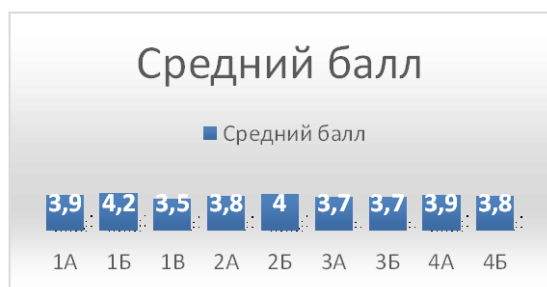 Средний балл
Средний балл
3,9 4,2 3,5 3,8 4 3,7 3,7 3,9 3,8
1А 1Б 1В 2А 2Б 3А 3Б 4А 4Б